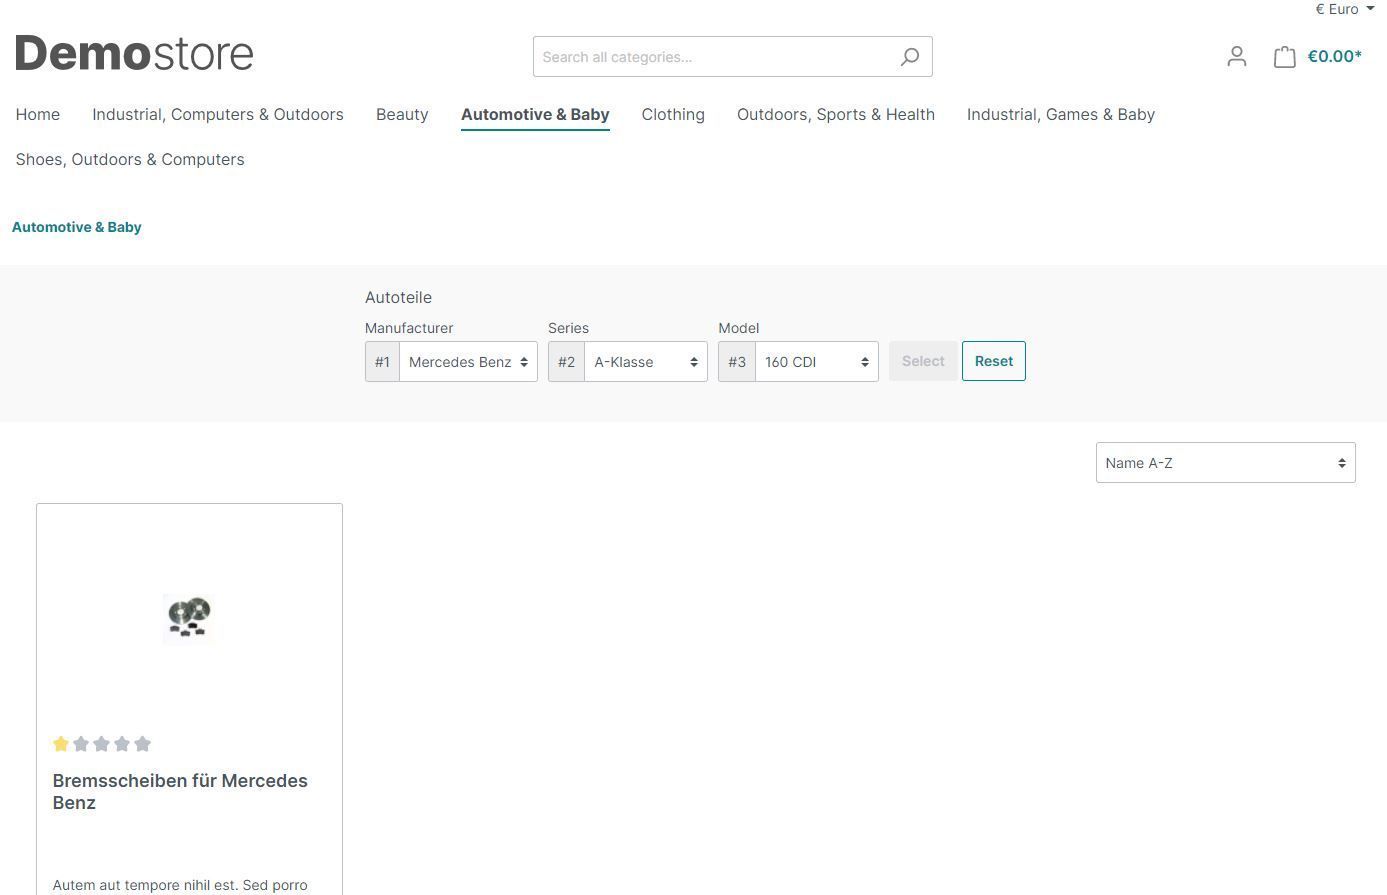 € Euro
Demostore
Search all categories...
€0.00*
Home Industrial, Computers & Outdoors Beauty Automotive & Baby Clothing Outdoors, Sports & Health Industrial, Games & Baby
Shoes, Outdoors & Computers
Automotive & Baby
Autoteile
Manufacturer Series Model
#1 Mercedes Benz #2 A-Klasse #3 160 CDI Select Reset
Name A-Z
Bremsscheiben für Mercedes
Benz
Autem aut tempore nihil est. Sed porro